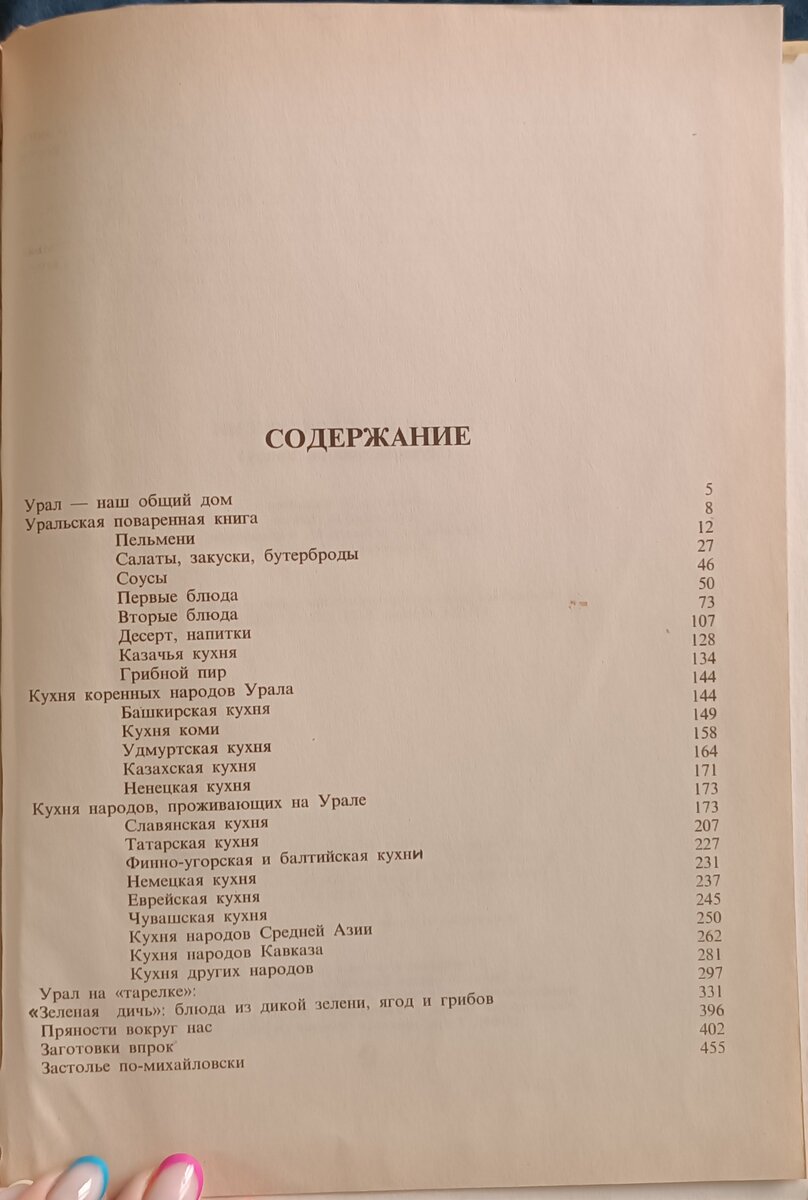 СОДЕРЖАНИЕ
Урал — наш общий дом 5
Уральская поваренная книга 8
Пельмени 12
Салаты, закуски, бутерброды 27
Соусы 46
Первые блюда 50
Вторые блюда 73
Десерт, напитки 107
Казачья кухня 128
Грибной пир 134
Кухня коренных народов Урала 144
Башкирская кухня 144
Кухня коми 149
Удмуртская кухня 158
Казахская кухня 164
Ненецкая кухня 171
Кухня народов, проживающих на Урале 173
Славянская кухня 173
Татарская кухня 207
Финно-угорская и балтийская кухни 227
Немецкая кухня 231
Еврейская кухня 237
Чувашская кухня 245
Кухня народов Средней Азии 250
Кухня народов Кавказа 262
Кухня других народов 281
Урал на «тарелке»: 297
«Зеленая дичь»: блюда из дикой зелени, ягод и грибов 331
Пряности вокруг нас 396
Заготовки впрок 402
Застолье по-михайловски 455